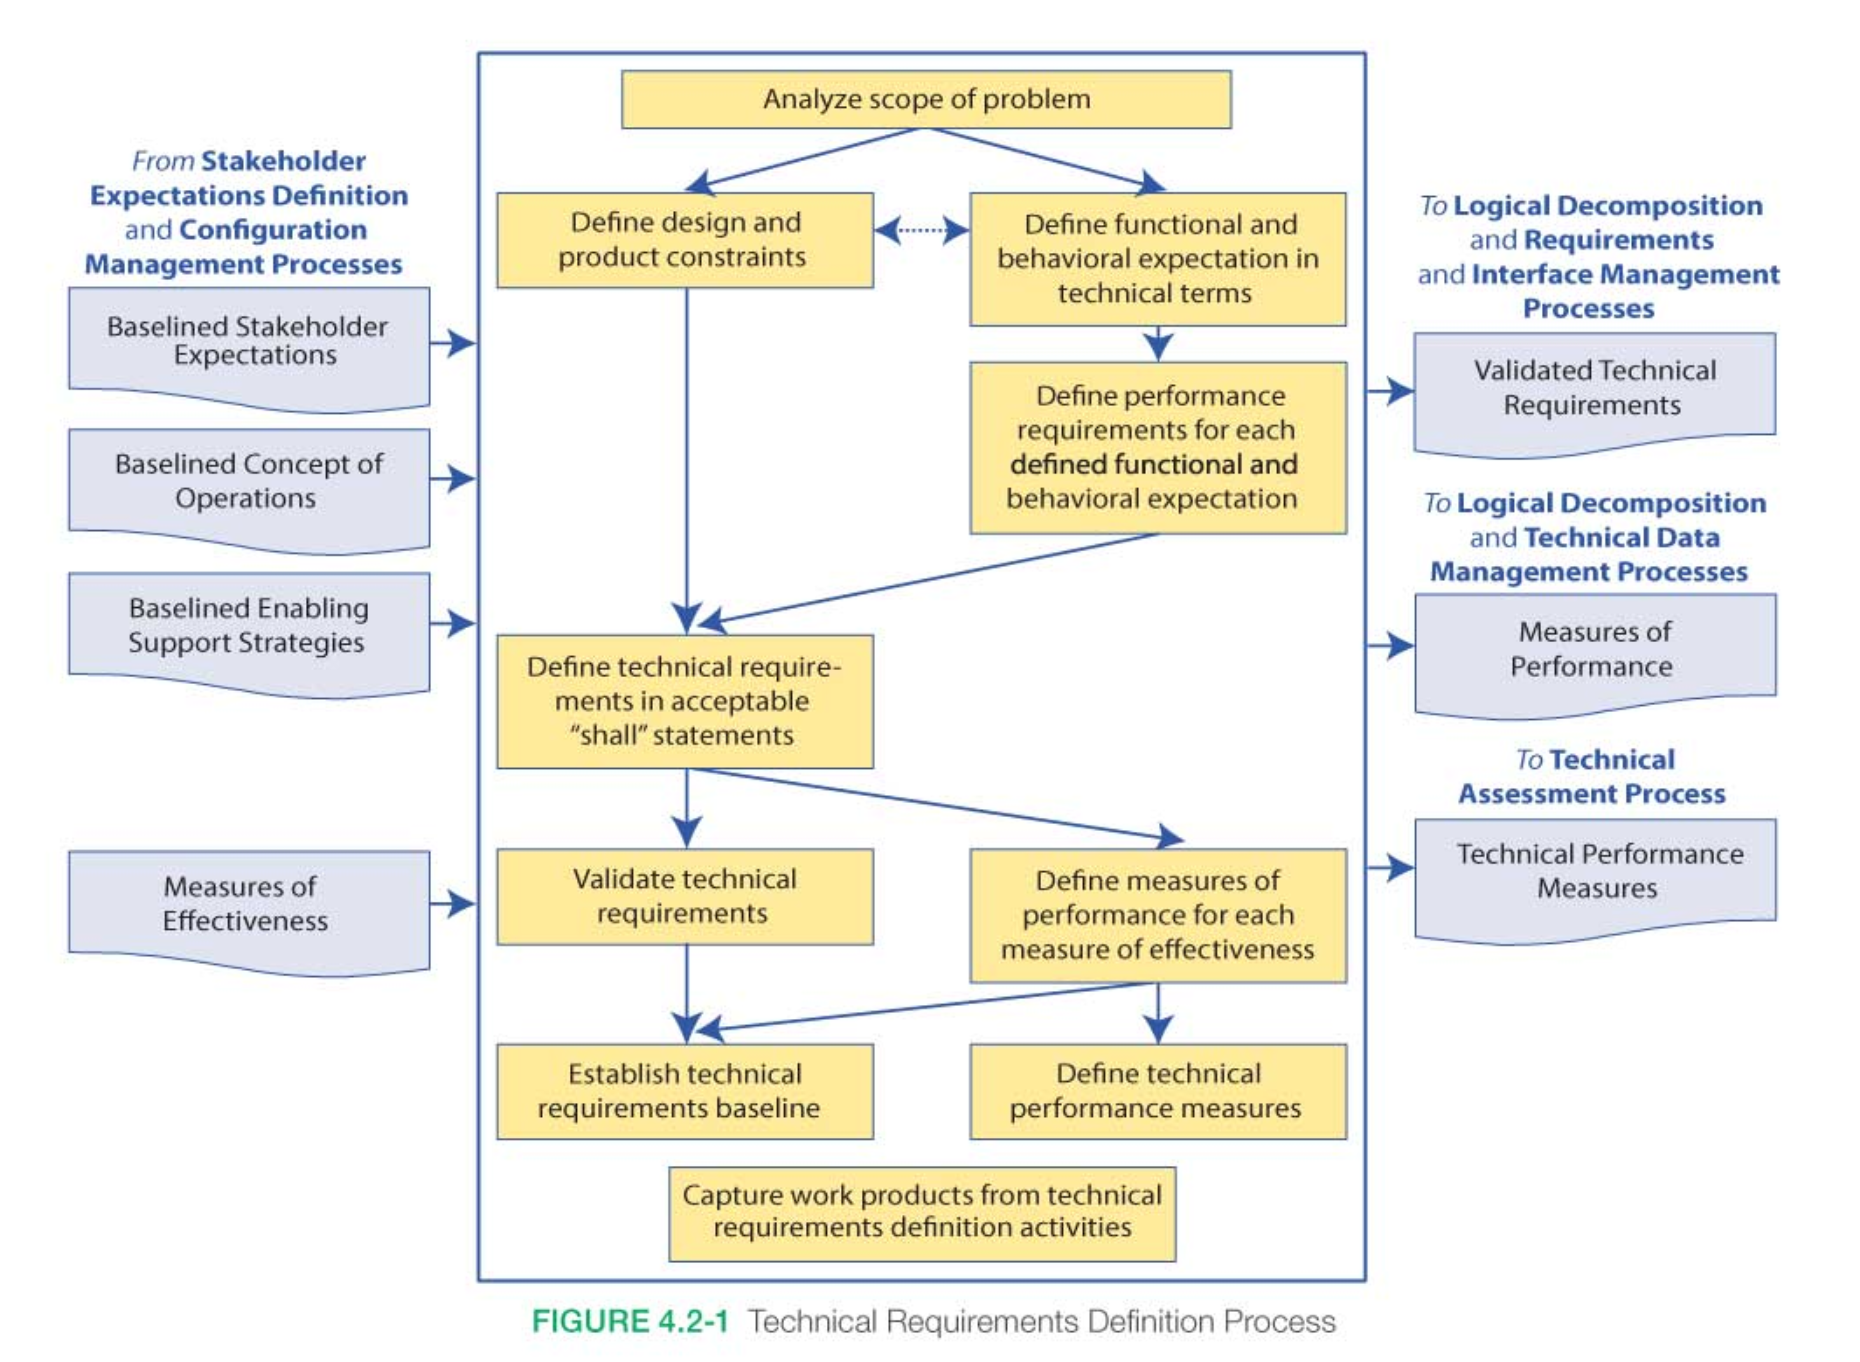 Analyze scope of problem
From Stakeholder
Expectations Definition
and Configuration
Management Processes
Baselined Stakeholder
Expectations
Baselined Concept of
Operations
Baselined Enabling
Support Strategies
Measures of
Effectiveness
Define design and
product constraints
Define functional and
behavioral expectation in
technical terms
Define performance
requirements for each
defined functional and
behavioral expectation
Define technical require-
ments in acceptable
“shall” statements
Validate technical
requirements
Define measures of
performance for each
measure of effectiveness
Establish technical
requirements baseline
Define technical
performance measures
Capture work products from technical
requirements definition activities
To Logical Decomposition
and Requirements
and Interface Management
Processes
Validated Technical
Requirements
To Logical Decomposition
and Technical Data
Management Processes
Measures of
Performance
To Technical
Assessment Process
Technical Performance
Measures
FIGURE 4.2-1 Technical Requirements Definition Process